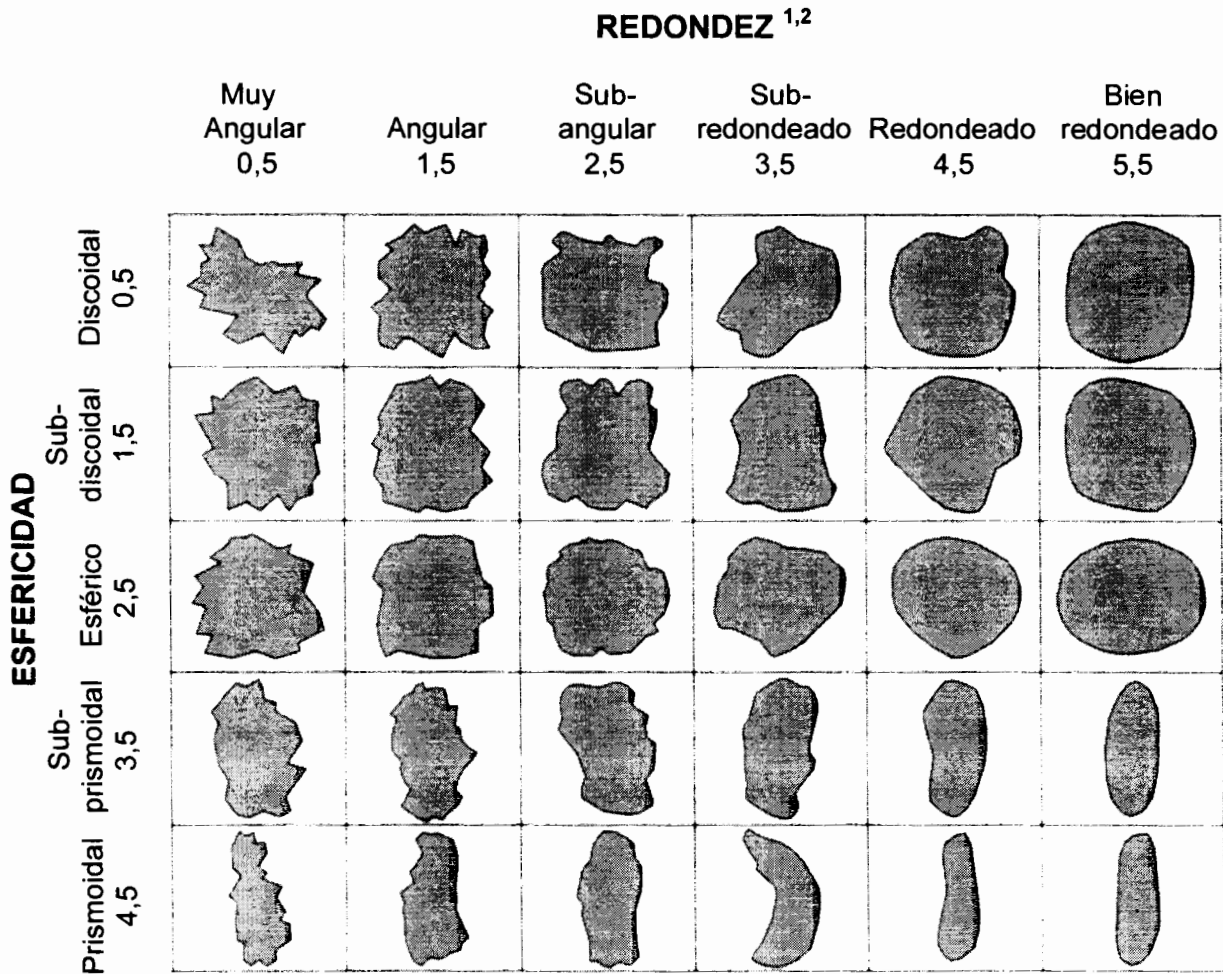 REDONDEZ 1,2
Muy
Angular
0,5
Angular
1,5
Sub-
angular
2,5
Sub-
redondeado
3,5
Redondeado
4,5
Bien
redondeado
5,5
ESFERICIDAD
Discoidal
0,5
Sub-
discoidal
1,5
Esférico
2,5
Sub-
prismoidal
3,5
Prismoidal
4,5